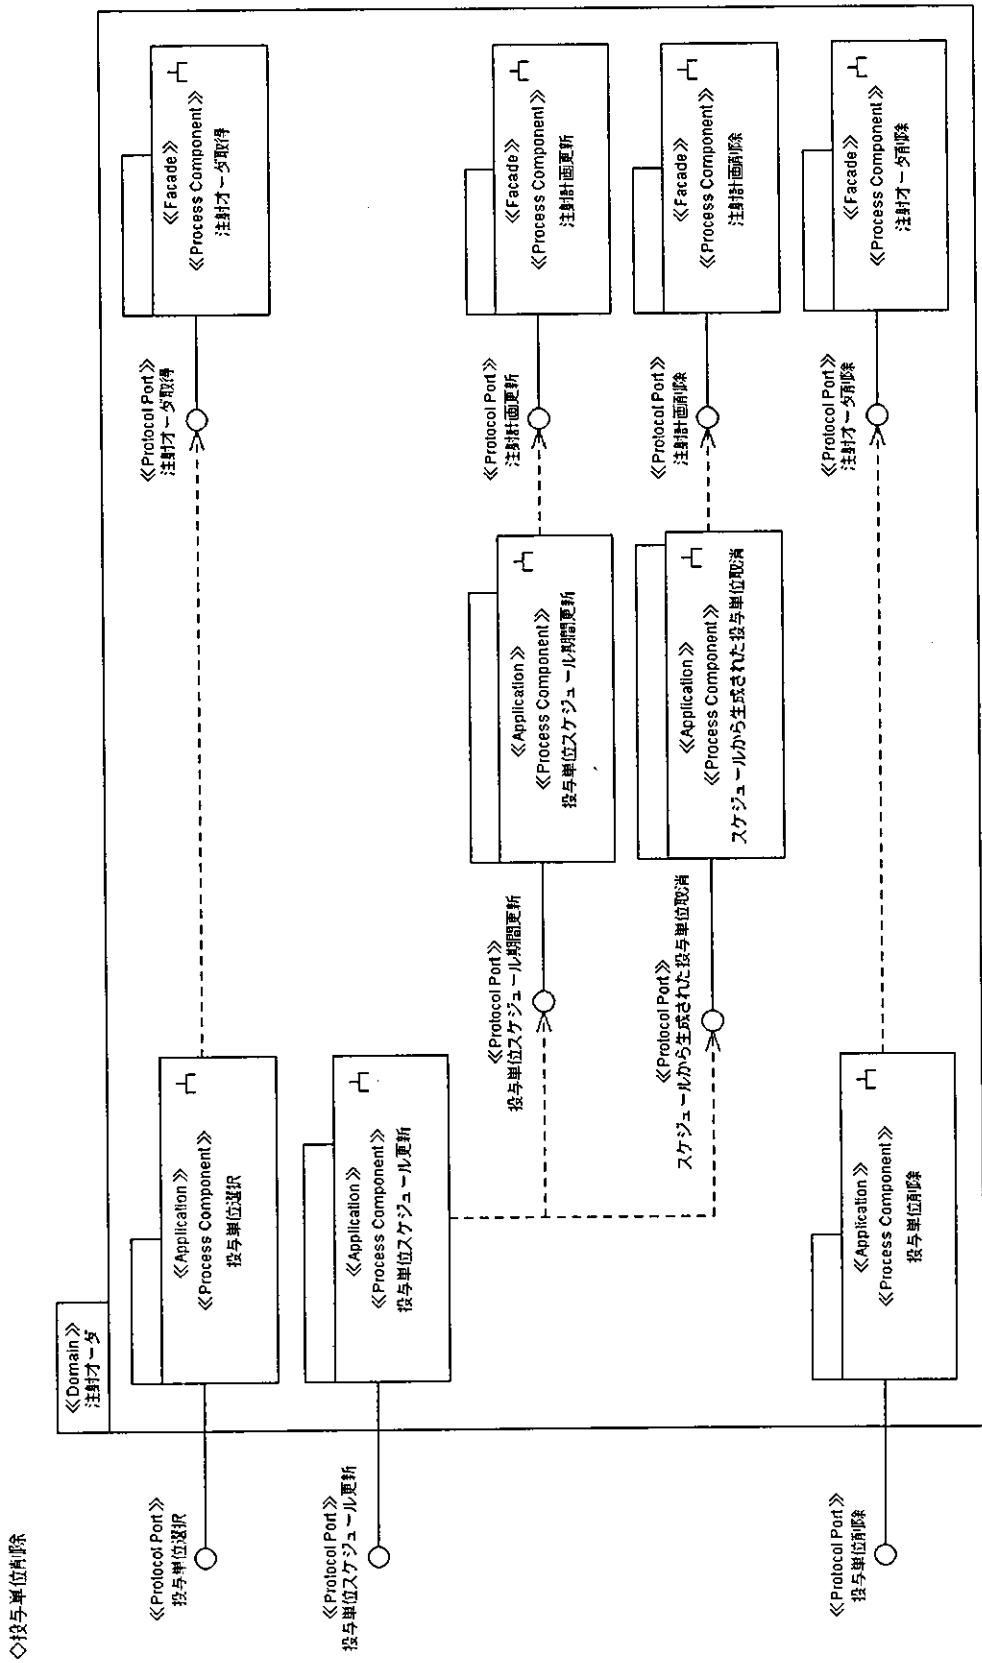 ◇投与単位削除
≪Domain≫
注射オーダ
≪Protocol Port≫
投与単位選択
≪Application≫
≪Process Component≫
投与単位選択
≪Protocol Port≫
注射オーダ取得
≪Facade≫
≪Process Component≫
注射オーダ取得
≪Protocol Port≫
投与単位スケジュール更新
≪Application≫
≪Process Component≫
投与単位スケジュール更新
≪Protocol Port≫
投与単位スケジュール期間更新
≪Application≫
≪Process Component≫
投与単位スケジュール期間更新
≪Protocol Port≫
注射計画更新
≪Facade≫
≪Process Component≫
注射計画更新
≪Protocol Port≫
スケジュールから生成された投与単位取消
≪Application≫
≪Process Component≫
スケジュールから生成された投与単位取消
≪Protocol Port≫
注射計画削除
≪Facade≫
≪Process Component≫
注射計画削除
≪Protocol Port≫
投与単位削除
≪Application≫
≪Process Component≫
投与単位削除
≪Protocol Port≫
注射オーダ削除
≪Facade≫
≪Process Component≫
注射オーダ削除